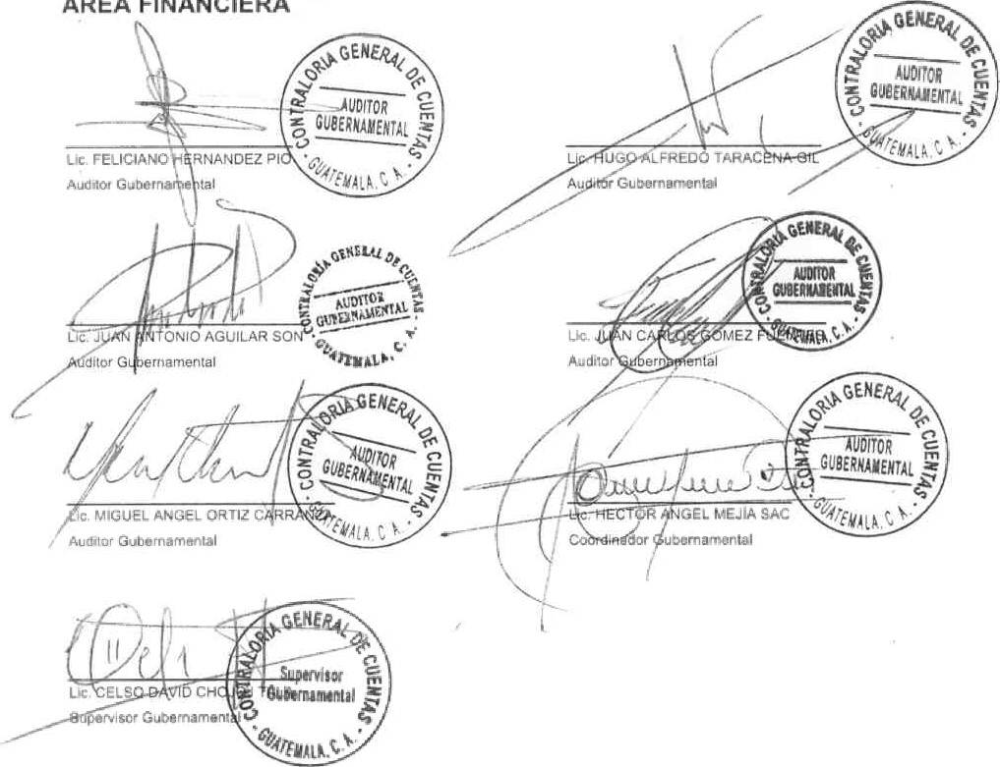 AREA FINANCIERA
CONTRALORIA GENERAL DE CUENTAS
AUDITOR
GUBERNAMENTAL
GUATEMALA, C. A.
Lic. FELICIANO HERNANDEZ PIO
Auditor Gubernamental
CONTRALORIA GENERAL DE CUENTAS
AUDITOR
GUBERNAMENTAL
GUATEMALA, C. A.
Lic. HUGO ALFREDO TARACENA GIL
Auditor Gubernamental
CONTRALORIA GENERAL DE CUENTAS
AUDITOR
GUBERNAMENTAL
GUATEMALA, C. A.
Lic. JUAN ANTONIO AGUILAR SON
Auditor Gubernamental
CONTRALORIA GENERAL DE CUENTAS
AUDITOR
GUBERNAMENTAL
GUATEMALA, C. A.
Lic. JUAN CARLOS GOMEZ
Auditor Gubernamental
CONTRALORIA GENERAL DE CUENTAS
AUDITOR
GUBERNAMENTAL
GUATEMALA, C. A.
Lic. MIGUEL ANGEL ORTIZ CARRANZA
Auditor Gubernamental
CONTRALORIA GENERAL DE CUENTAS
AUDITOR
GUBERNAMENTAL
GUATEMALA, C. A.
Lic. HECTOR ANGEL MEJÍA SAC
Coordinador Gubernamental
CONTRALORIA GENERAL DE CUENTAS
Supervisor
Gubernamental
GUATEMALA, C. A.
Lic. CELSO DAVID
Supervisor Gubernamental